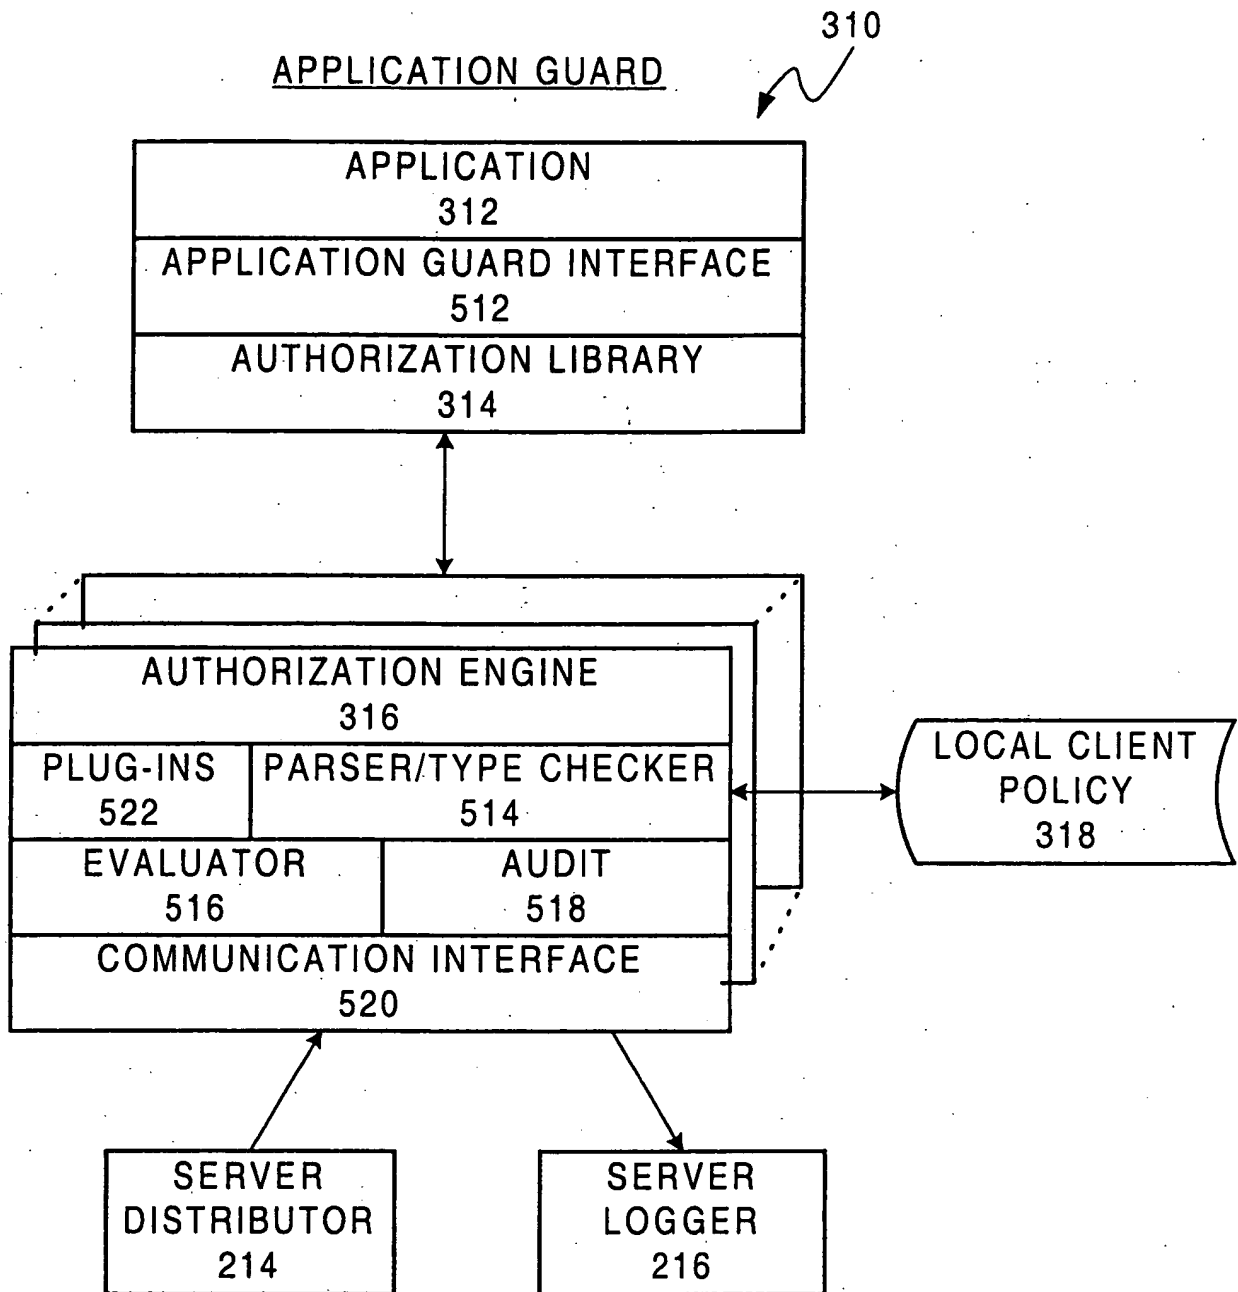 310
APPLICATION GUARD
APPLICATION
312
APPLICATION GUARD INTERFACE
512
AUTHORIZATION LIBRARY
314
AUTHORIZATION ENGINE
316
PLUG-INS
522
PARSER/TYPE CHECKER
514
EVALUATOR
516
AUDIT
518
COMMUNICATION INTERFACE
520
LOCAL CLIENT
POLICY
318
SERVER
DISTRIBUTOR
214
SERVER
LOGGER
216